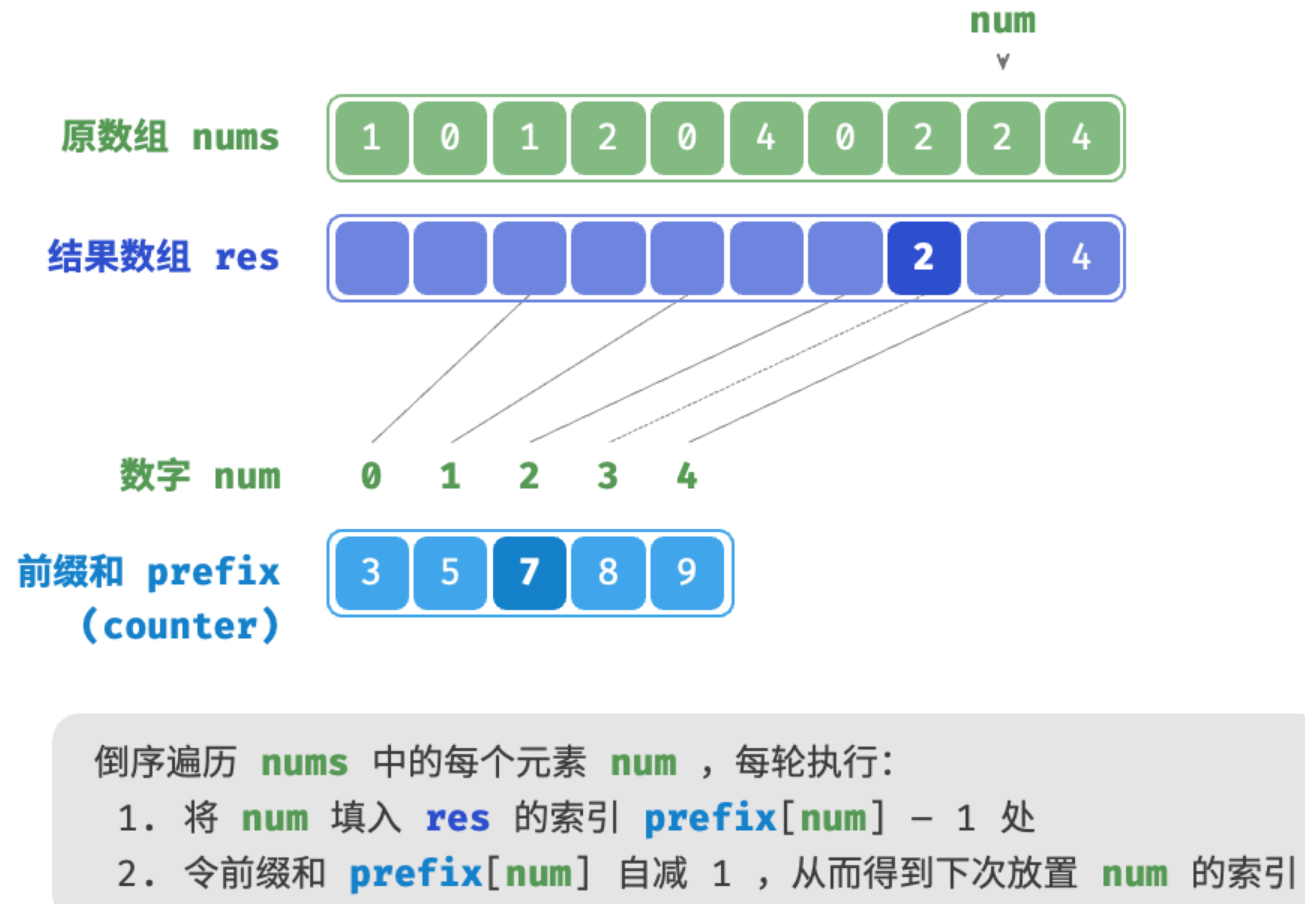 num
原数组 nums 1 0 1 2 0 4 0 2 2 4
结果数组 res 2 4
数字 num 0 1 2 3 4
前缀和 prefix 3 5 7 8 9
(counter)
倒序遍历 nums 中的每个元素 num ，每轮执行：
1. 将 num 填入 res 的索引 prefix[num] – 1 处
2. 令前缀和 prefix[num] 自减 1 ，从而得到下次放置 num 的索引